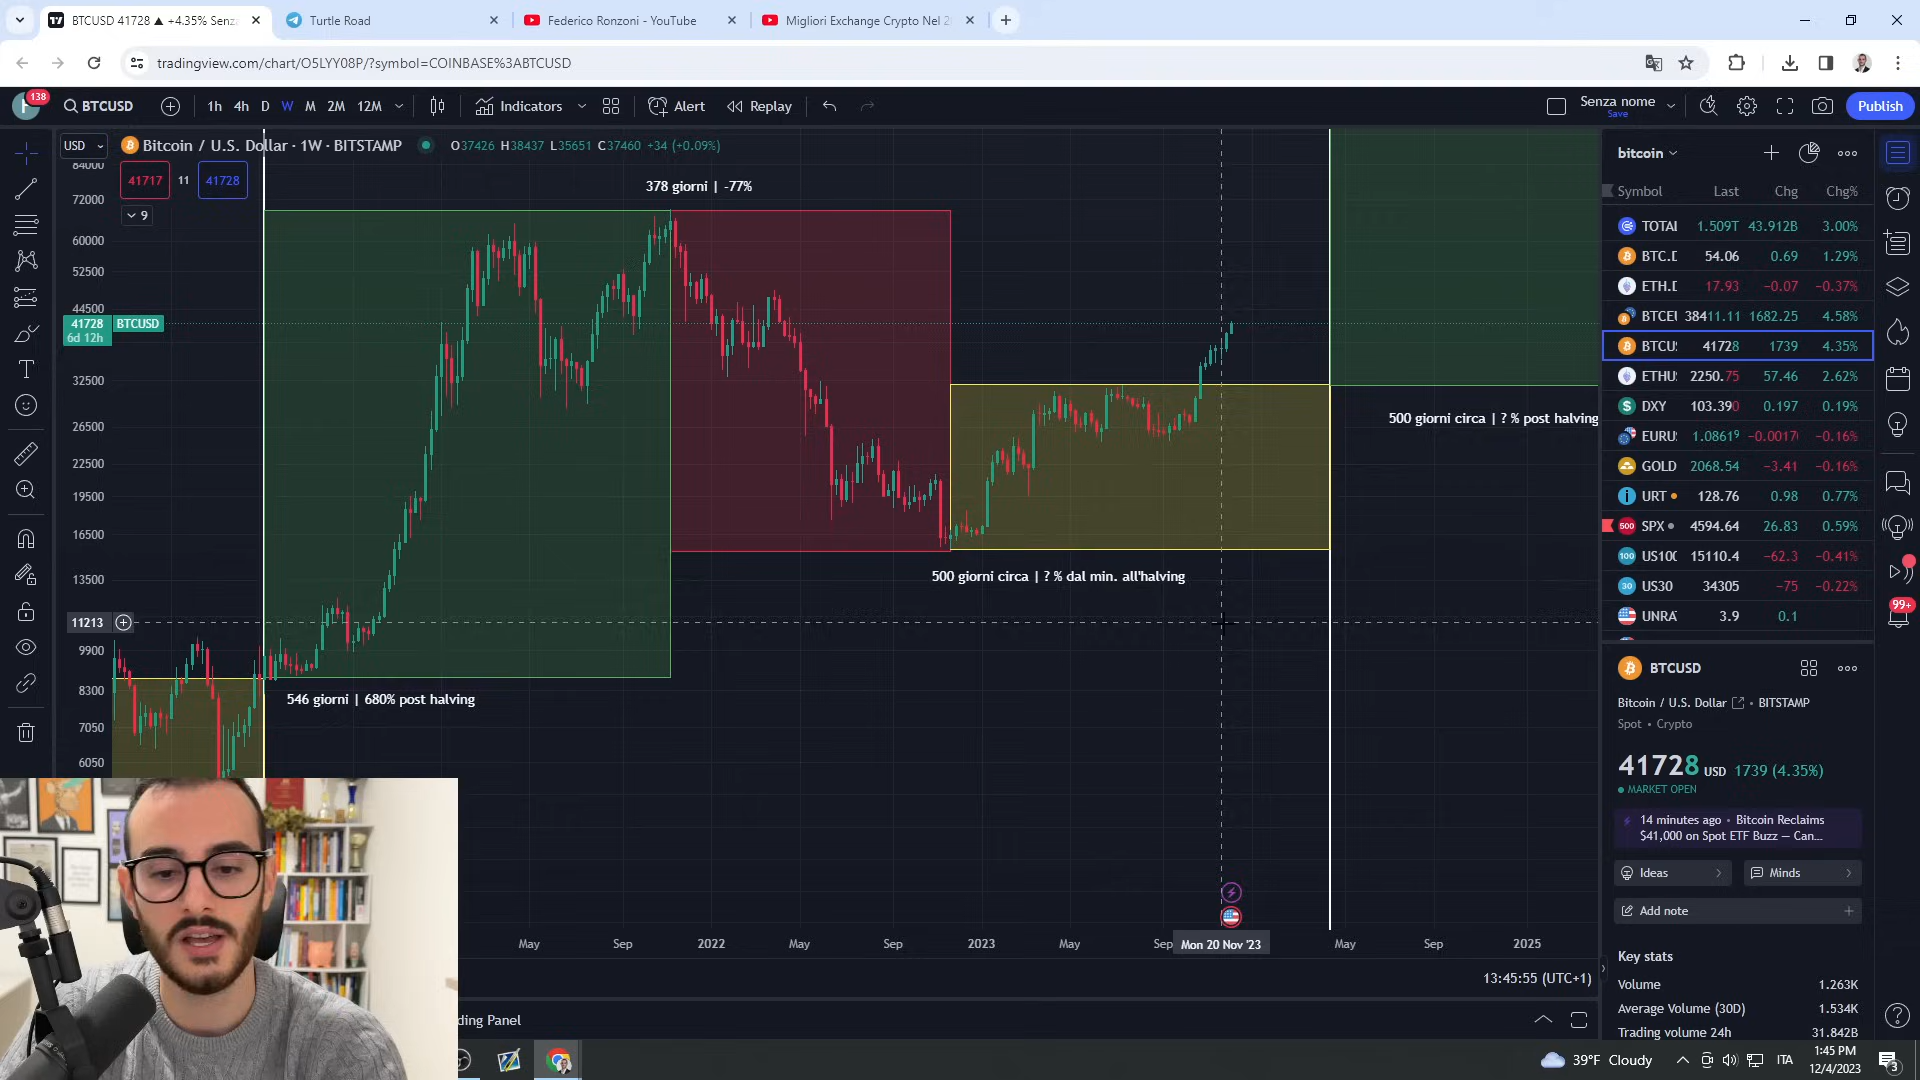 BTCUSD 41728 ▲ +4.35% Senz
Turtle Road
Federico Ronzoni - YouTube
Migliori Exchange Crypto Nel 2
tradingview.com/chart/O5LYY08P/?symbol=COINBASE%3ABTCUSD
138
BTCUSD
1h 4h D W M 2M 12M
Indicators
Alert
Replay
Senza nome
Save
Publish
USD
Bitcoin / U.S. Dollar · 1W · BITSTAMP
O37426 H38437 L35651 C37460 +34 (+0.09%)
41717
11
41728
9
84000
72000
60000
52500
44500
41728
6d 12h
BTCUSD
32500
26500
22500
19500
16500
13500
11213
9900
8300
7050
6050
378 giorni | -77%
500 giorni circa | ? % post halving
500 giorni circa | ? % dal min. all'halving
546 giorni | 680% post halving
May
Sep
2022
May
Sep
2023
May
Sep
Mon 20 Nov '23
May
Sep
2025
13:45:55 (UTC+1)
ding Panel
bitcoin
Symbol Last Chg Chg%
TOTAL 1.509T 43.912B 3.00%
BTC.D 54.06 0.69 1.29%
ETH.D 17.93 −0.07 −0.37%
BTCEU 38411.11 1682.25 4.58%
BTCUS 41728 1739 4.35%
ETHU 2250.75 57.46 2.62%
DXY 103.390 0.197 0.19%
EURU 1.08619 −0.0017 −0.16%
GOLD 2068.54 −3.41 −0.16%
URT 128.76 0.98 0.77%
500 SPX 4594.64 26.83 0.59%
100 US100 15110.4 −62.3 −0.41%
30 US30 34305 −75 −0.22%
UNRA 3.9 0.1
BTCUSD
Bitcoin / U.S. Dollar • BITSTAMP
Spot • Crypto
41728 USD 1739 (4.35%)
MARKET OPEN
14 minutes ago • Bitcoin Reclaims
$41,000 on Spot ETF Buzz — Can...
Ideas
Minds
Add note
Key stats
Volume 1.263K
Average Volume (30D) 1.534K
Trading volume 24h 31.842B
99+
39°F Cloudy
ITA
1:45 PM
12/4/2023
3